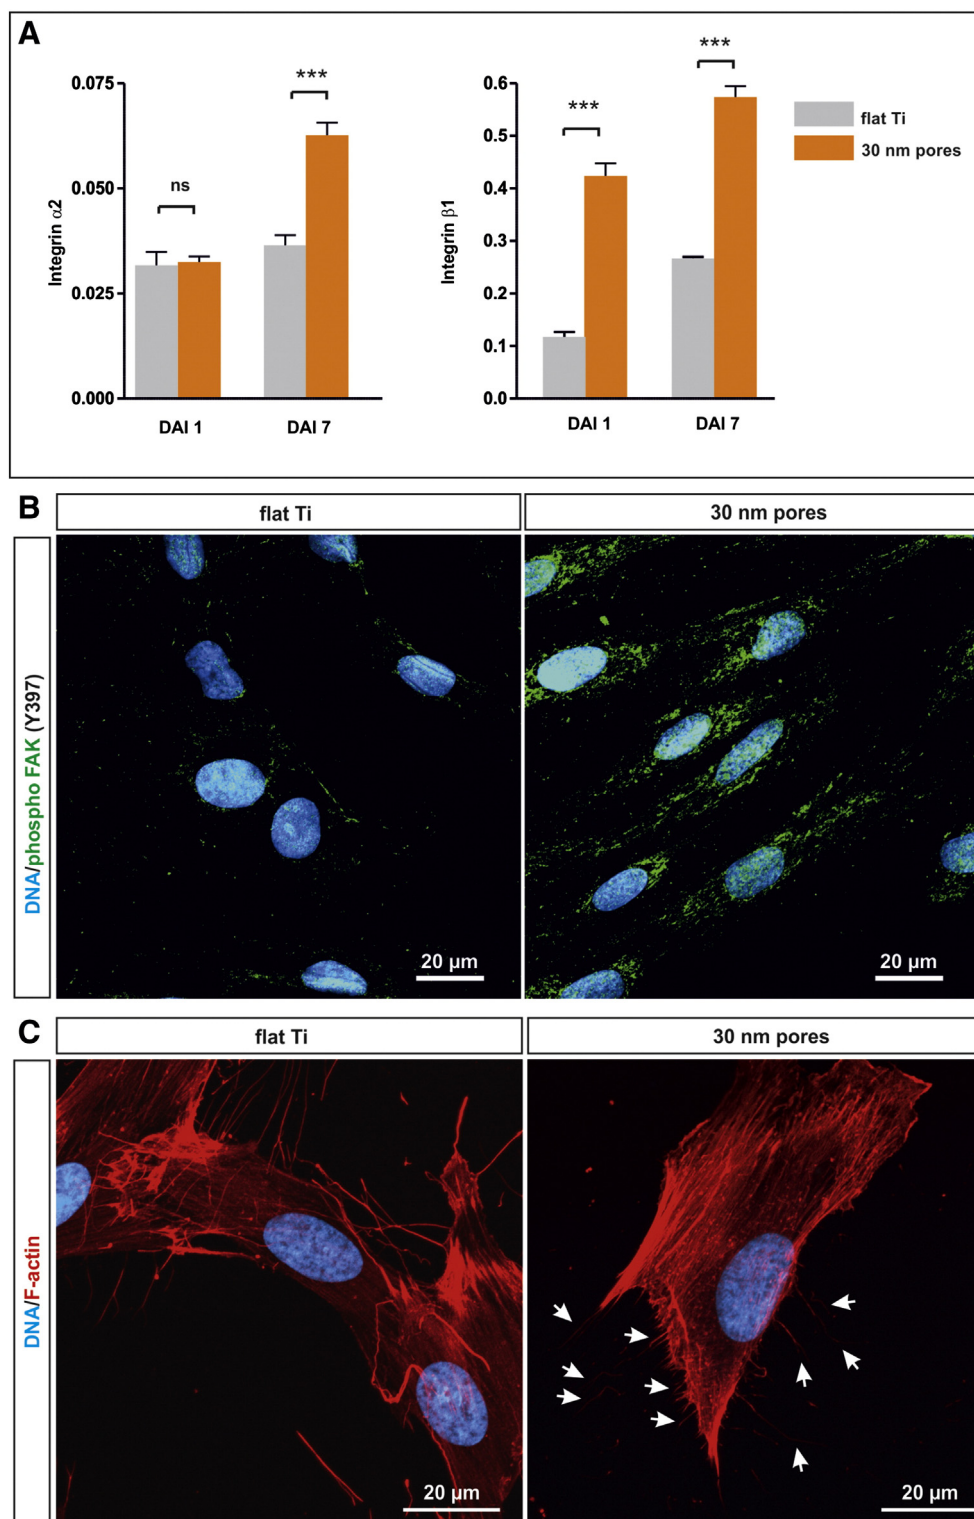 A
Integrin α2
0.075
0.050
0.025
0.000
ns
***
DAI 1
DAI 7
Integrin β1
0.6
0.5
0.4
0.3
0.2
0.1
0.0
***
***
DAI 1
DAI 7
flat Ti
30 nm pores
B
flat Ti
30 nm pores
DNA/phospho FAK (Y397)
20 µm
20 µm
C
flat Ti
30 nm pores
DNA/F-actin
20 µm
20 µm